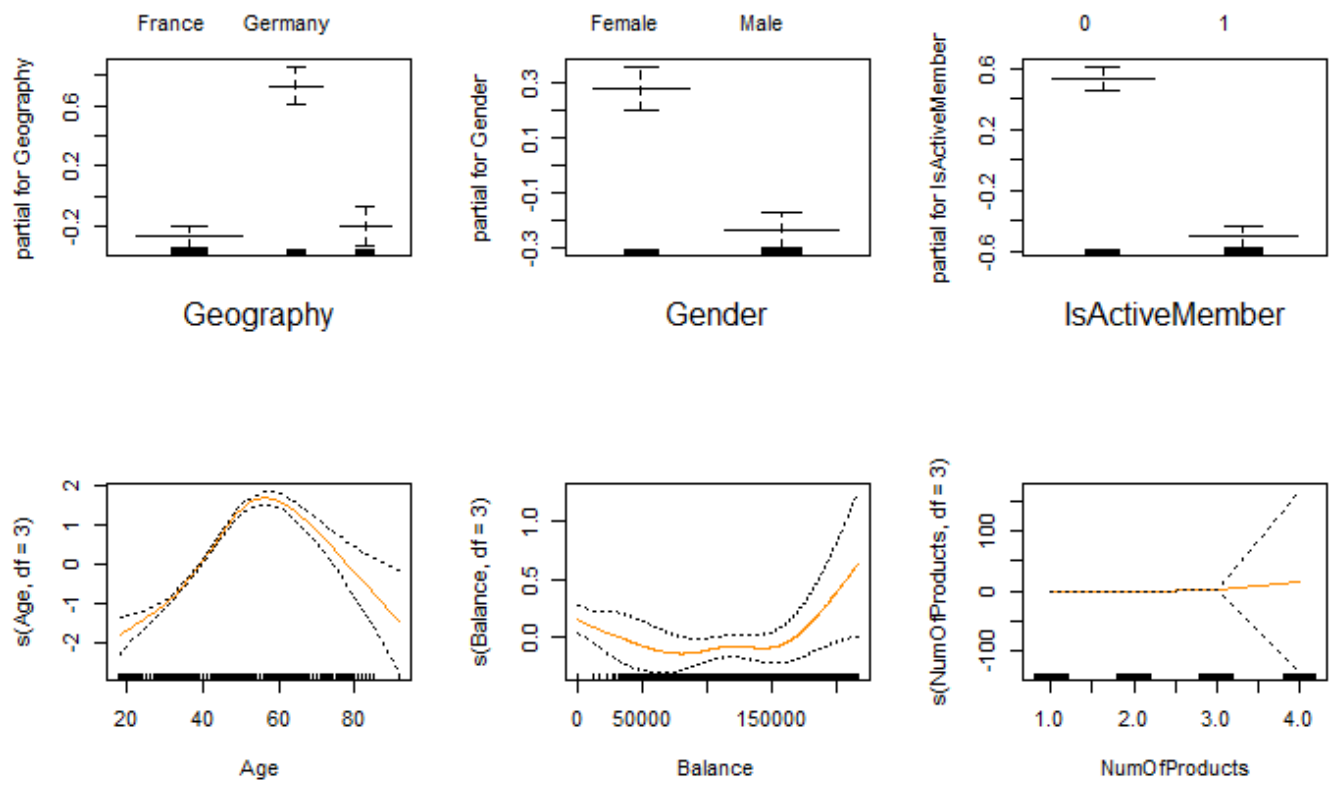 France Germany
partial for Geography
0.6
0.2
-0.2
Geography
Female Male
partial for Gender
0.3
0.1
-0.1
-0.3
Gender
0 1
partial for IsActiveMember
0.6
0.2
-0.2
-0.6
IsActiveMember
s(Age, df = 3)
2
1
0
-1
-2
20 40 60 80
Age
s(Balance, df = 3)
1.0
0.5
0.0
0 50000 150000
Balance
s(NumOfProducts, df = 3)
100
0
-100
1.0 2.0 3.0 4.0
NumOfProducts